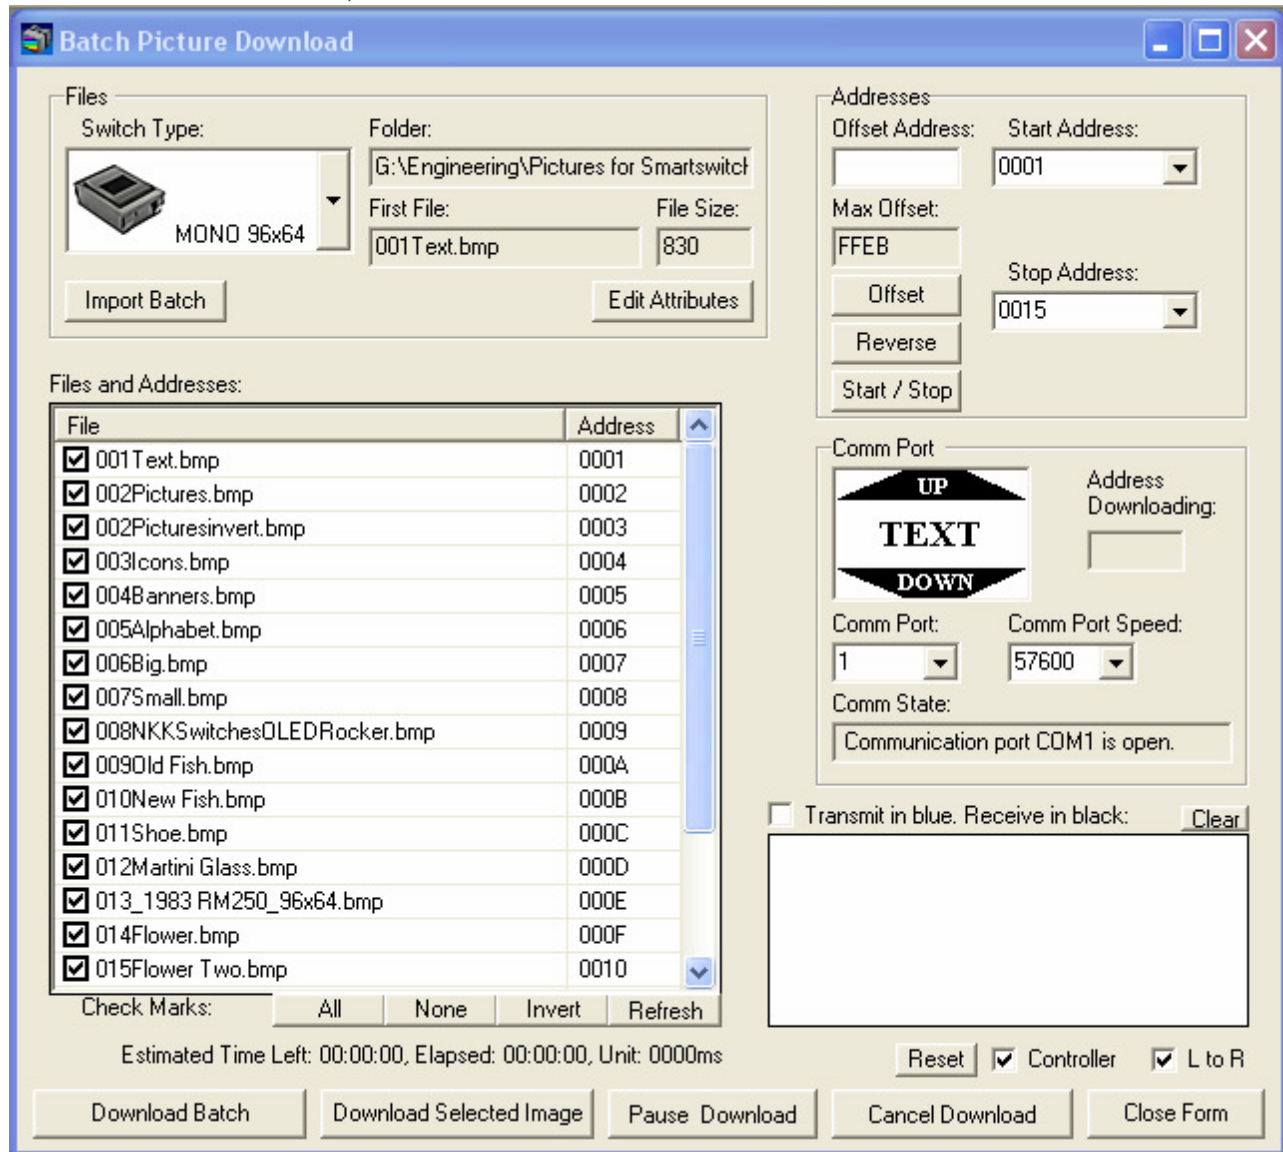 Batch Picture Download
Files
Switch Type:
MONO 96x64
Folder:
G:\Engineering\Pictures for Smartswitch
First File:
001Text.bmp
File Size:
830
Import Batch
Edit Attributes
Addresses
Offset Address:
Start Address:
0001
Max Offset:
FFEB
Stop Address:
0015
Offset
Reverse
Start / Stop
Files and Addresses:
File Address
001Text.bmp 0001
002Pictures.bmp 0002
002Picturesinvert.bmp 0003
003Icons.bmp 0004
004Banners.bmp 0005
005Alphabet.bmp 0006
006Big.bmp 0007
007Small.bmp 0008
008NKKSwitchesOLEDRocker.bmp 0009
009Old Fish.bmp 000A
010New Fish.bmp 000B
011Shoe.bmp 000C
012Martini Glass.bmp 000D
013_1983 RM250_96x64.bmp 000E
014Flower.bmp 000F
015Flower Two.bmp 0010
Check Marks: All None Invert Refresh
Comm Port
UP
TEXT
DOWN
Address
Downloading:
Comm Port:
1
Comm Port Speed:
57600
Comm State:
Communication port COM1 is open.
Transmit in blue. Receive in black: Clear
Estimated Time Left: 00:00:00, Elapsed: 00:00:00, Unit: 0000ms
Reset Controller L to R
Download Batch Download Selected Image Pause Download Cancel Download Close Form